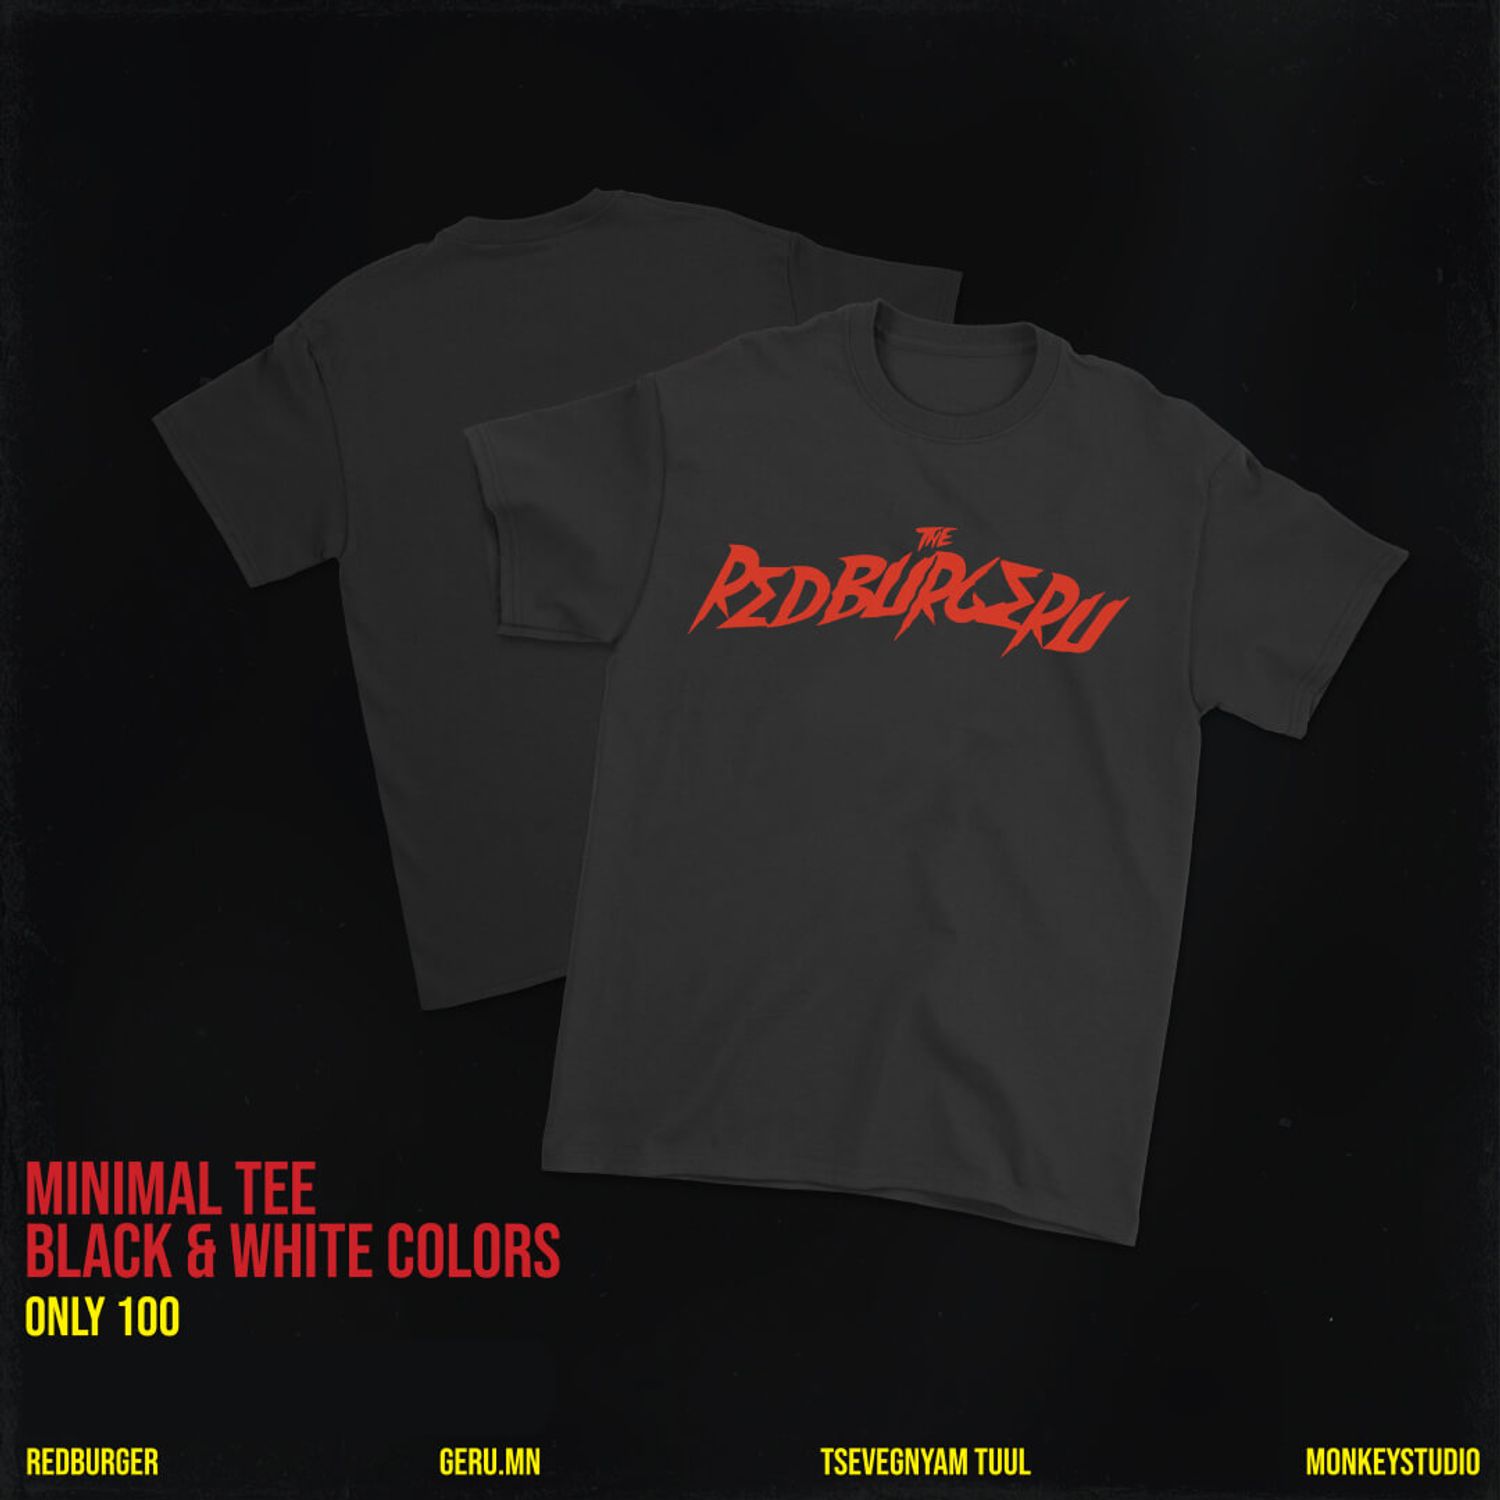 THE
REDBURGERU
MINIMAL TEE
BLACK & WHITE COLORS
ONLY 100
REDBURGER GERU.MN TSEVEGNYAM TUUL MONKEYSTUDIO